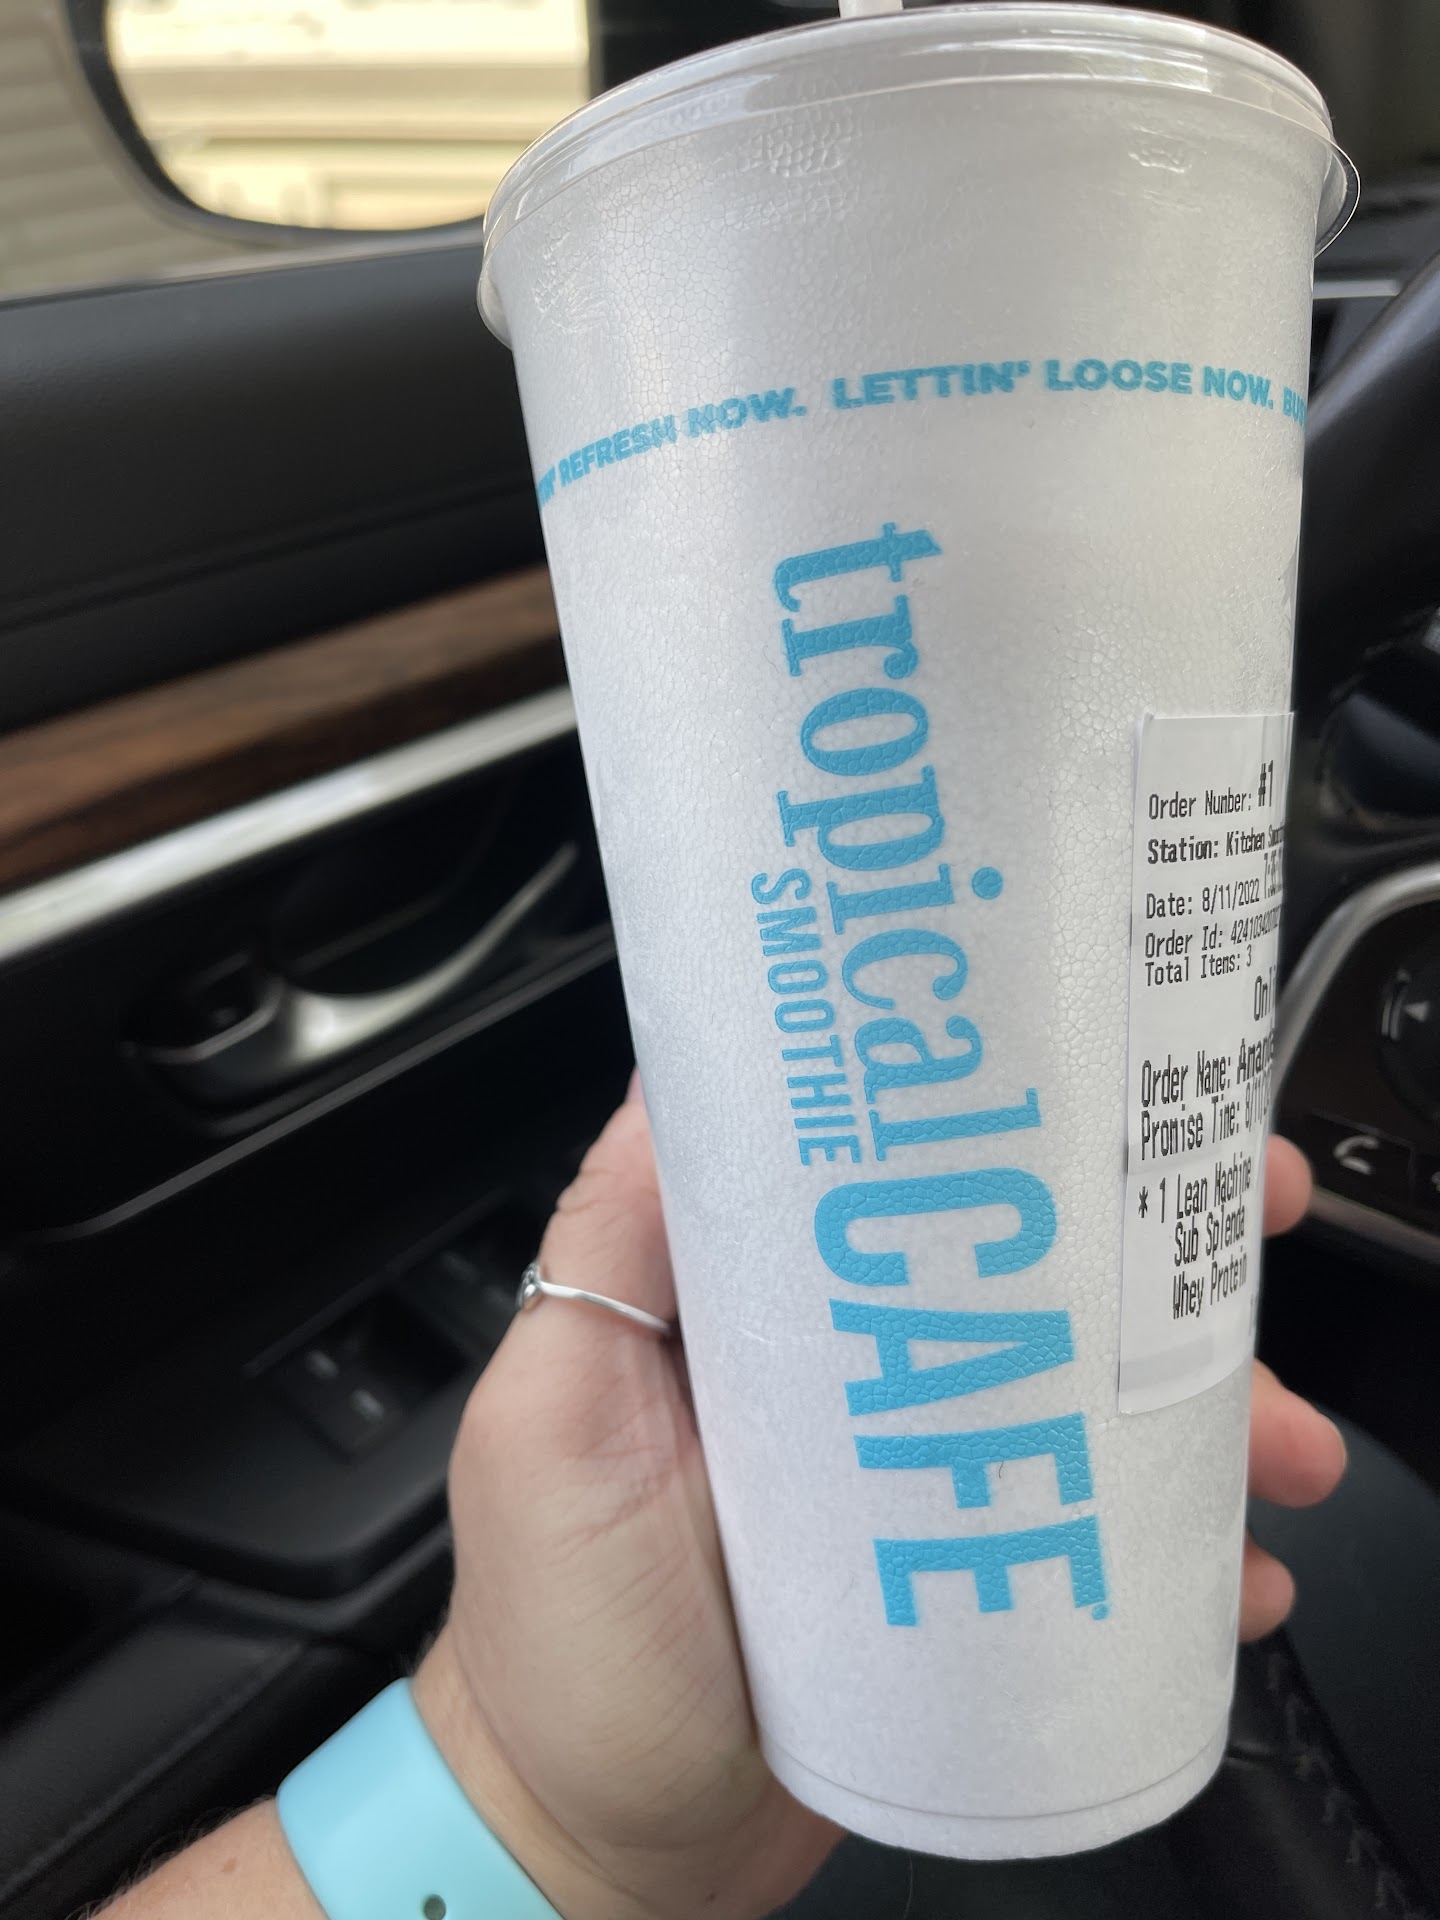 REFRESH NOW. LETTIN' LOOSE NOW.
tropical
SMOOTHIE
CAFE
Order Number: #1
Station: Kitchen
Date: 8/11/2022
Order Id:
Total Items: 3
Order Name:
Promise Time:
* 1 Lean Machine
Sub Splenda
Whey Protein